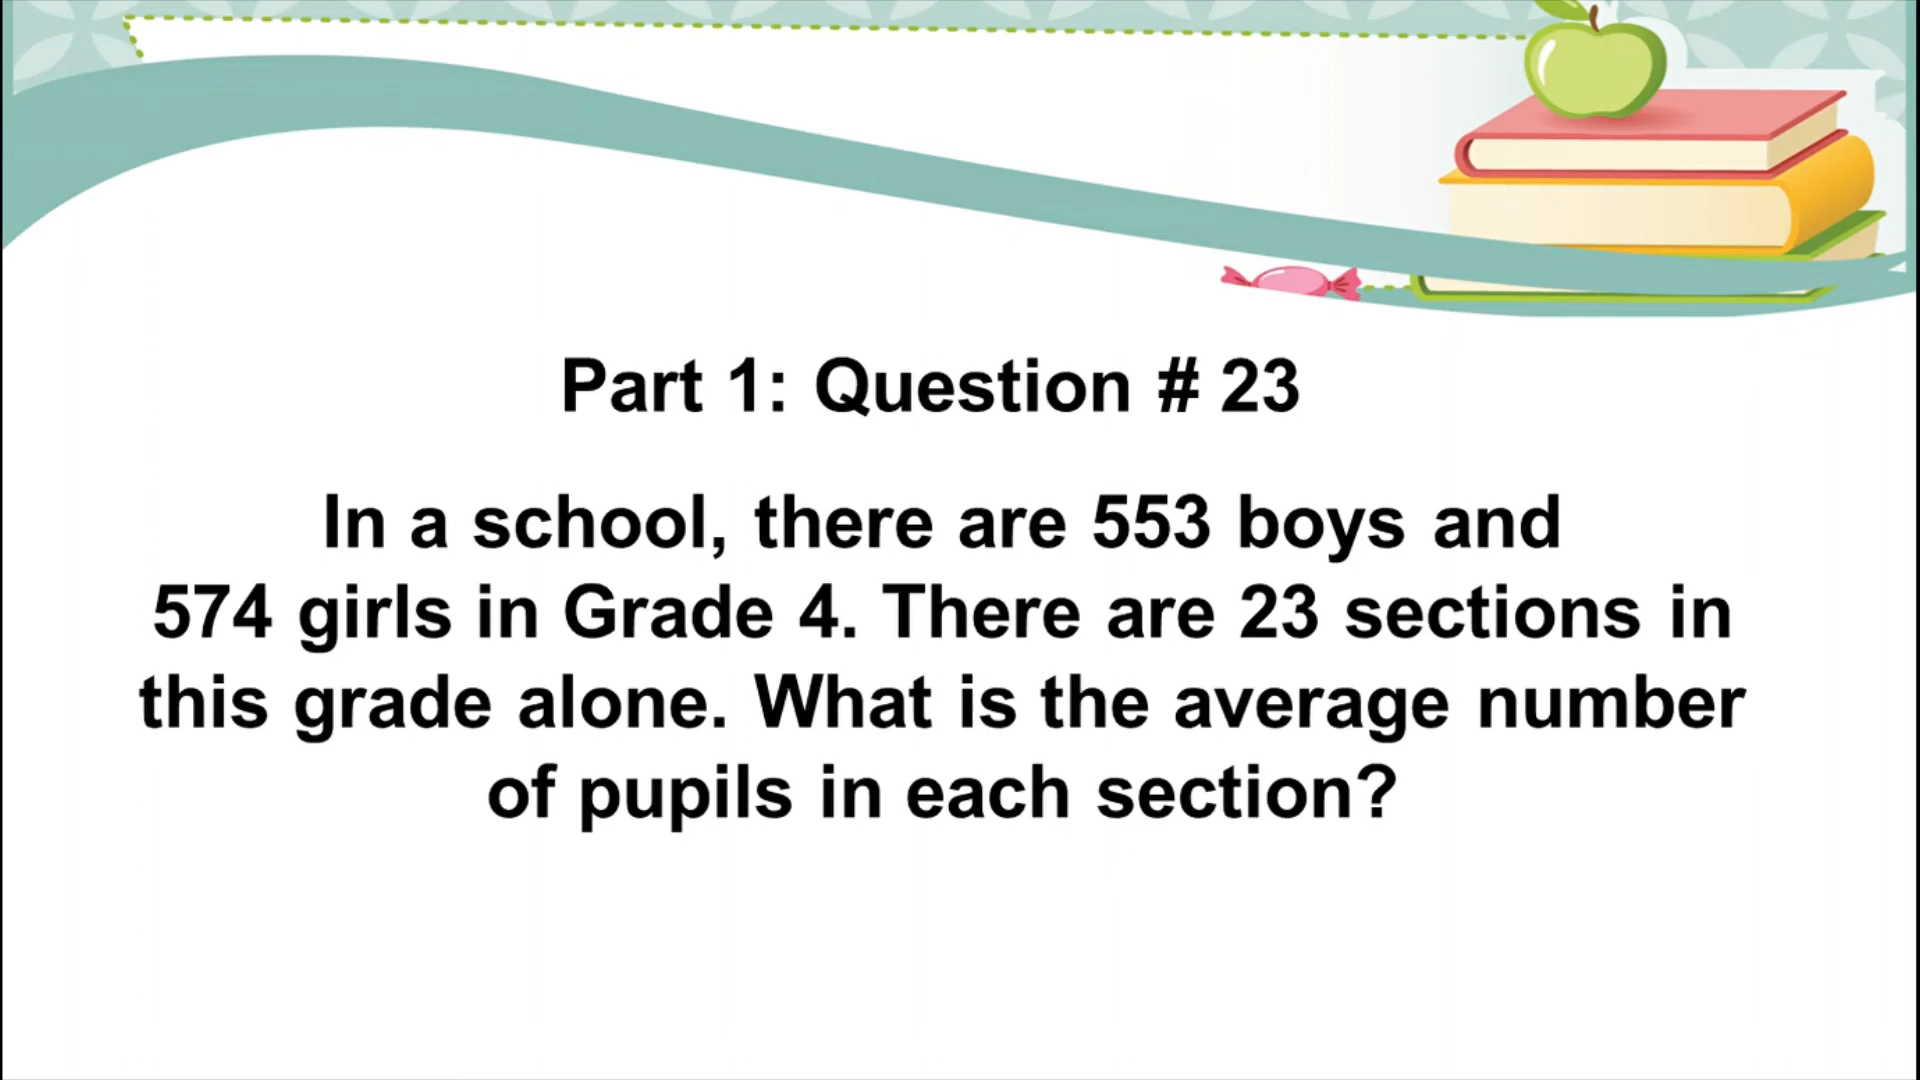 Part 1: Question # 23
In a school, there are 553 boys and
574 girls in Grade 4. There are 23 sections in
this grade alone. What is the average number
of pupils in each section?